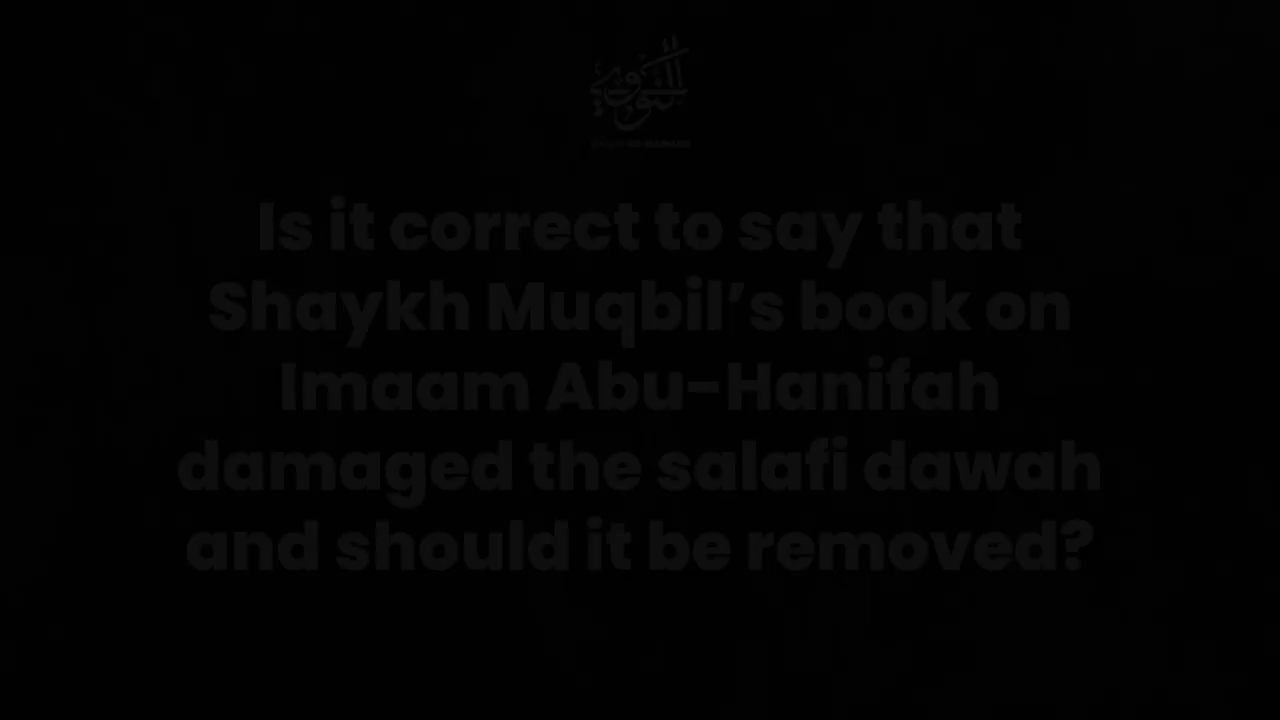 النووي
Is it correct to say that
Shaykh Muqbil’s book on
Imaam Abu-Hanifah
damaged the salafi dawah
and should it be removed?